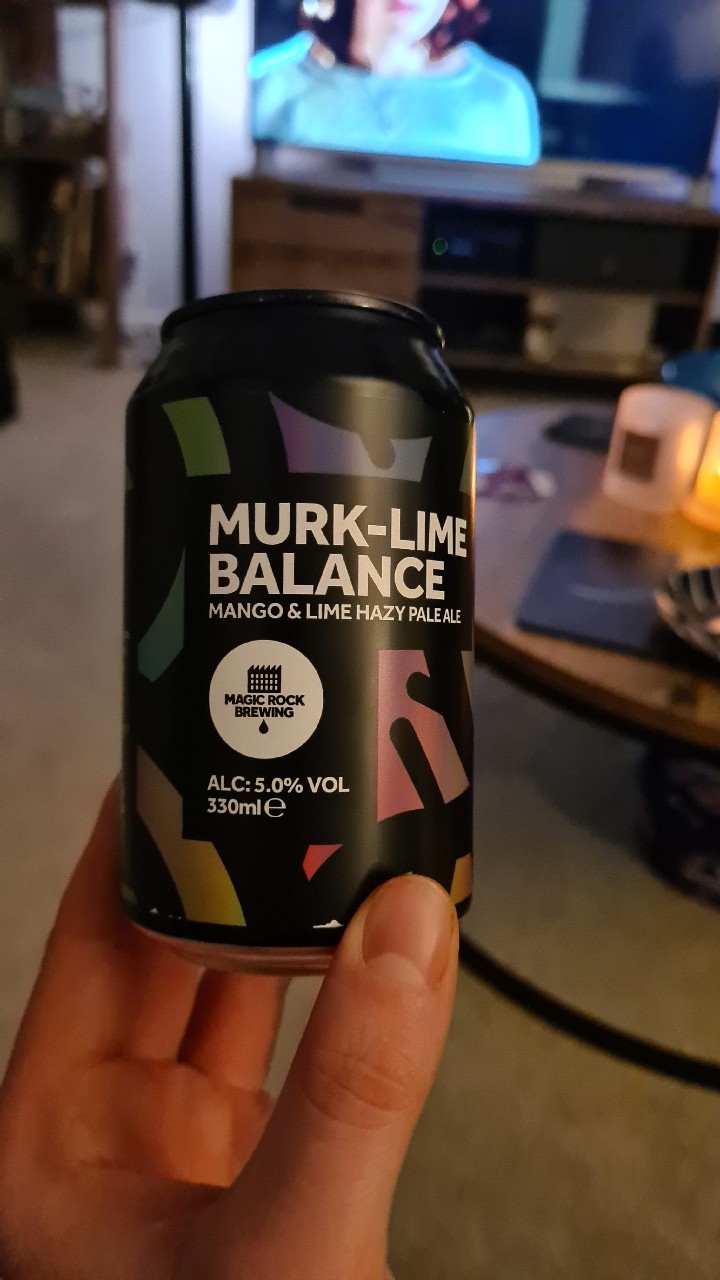 MURK-LIME
BALANCE
MANGO & LIME HAZY PALE ALE
MAGIC ROCK
BREWING
ALC: 5.0% VOL
330ml℮